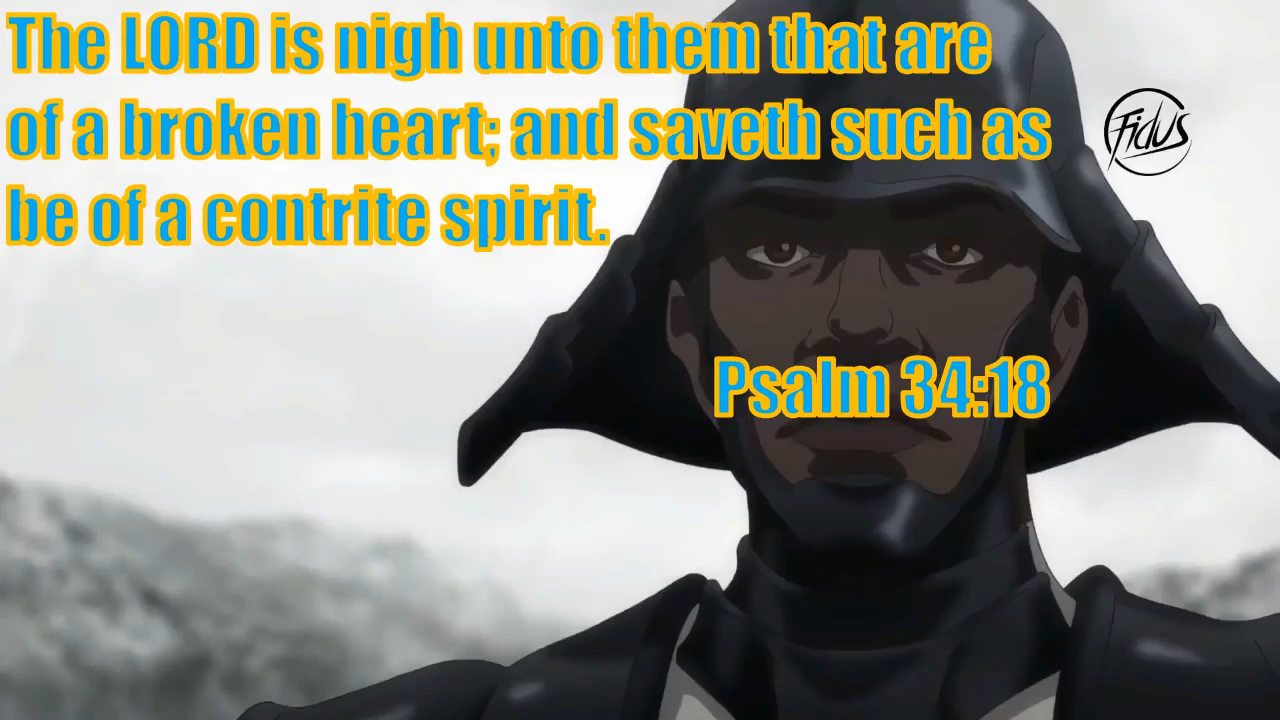 The LORD is nigh unto them that are
of a broken heart; and saveth such as
be of a contrite spirit.
Fidus
Psalm 34:18